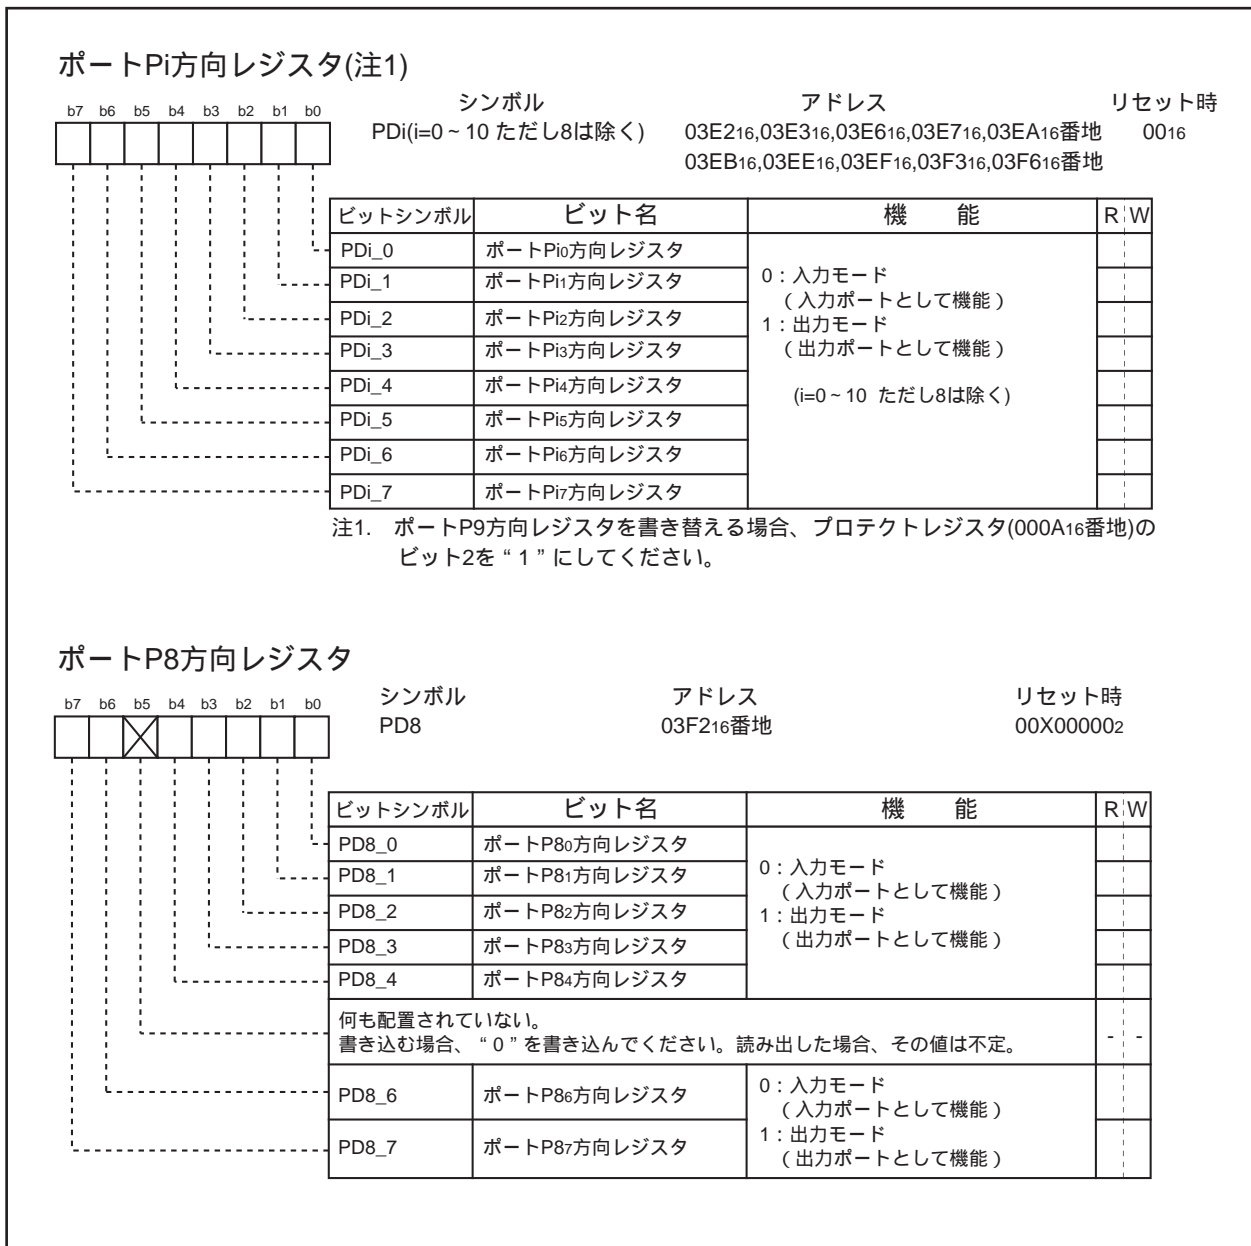 ポートPi方向レジスタ(注1)
b7 b6 b5 b4 b3 b2 b1 b0
シンボル アドレス リセット時
PDi(i=0~10 ただし8は除く) 03E216,03E316,03E616,03E716,03EA16番地 0016
03EB16,03EE16,03EF16,03F316,03F616番地
ビットシンボル ビット名 機 能 R W
PDi_0 ポートPi0方向レジスタ
PDi_1 ポートPi1方向レジスタ
PDi_2 ポートPi2方向レジスタ
PDi_3 ポートPi3方向レジスタ
PDi_4 ポートPi4方向レジスタ
PDi_5 ポートPi5方向レジスタ
PDi_6 ポートPi6方向レジスタ
PDi_7 ポートPi7方向レジスタ
0:入力モード
(入力ポートとして機能)
1:出力モード
(出力ポートとして機能)
(i=0~10 ただし8は除く)
注1. ポートP9方向レジスタを書き替える場合、プロテクトレジスタ(000A16番地)の
ビット2を“1”にしてください。
ポートP8方向レジスタ
b7 b6 b5 b4 b3 b2 b1 b0
シンボル アドレス リセット時
PD8 03F216番地 00X000002
ビットシンボル ビット名 機 能 R W
PD8_0 ポートP80方向レジスタ
PD8_1 ポートP81方向レジスタ
PD8_2 ポートP82方向レジスタ
PD8_3 ポートP83方向レジスタ
PD8_4 ポートP84方向レジスタ
0:入力モード
(入力ポートとして機能)
1:出力モード
(出力ポートとして機能)
何も配置されていない。
書き込む場合、“0”を書き込んでください。読み出した場合、その値は不定。 - -
PD8_6 ポートP86方向レジスタ
PD8_7 ポートP87方向レジスタ
0:入力モード
(入力ポートとして機能)
1:出力モード
(出力ポートとして機能)